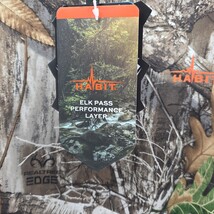 HABIT
ELK PASS
PERFORMANCE
LAYER
HABIT
REALTREE
EDGE